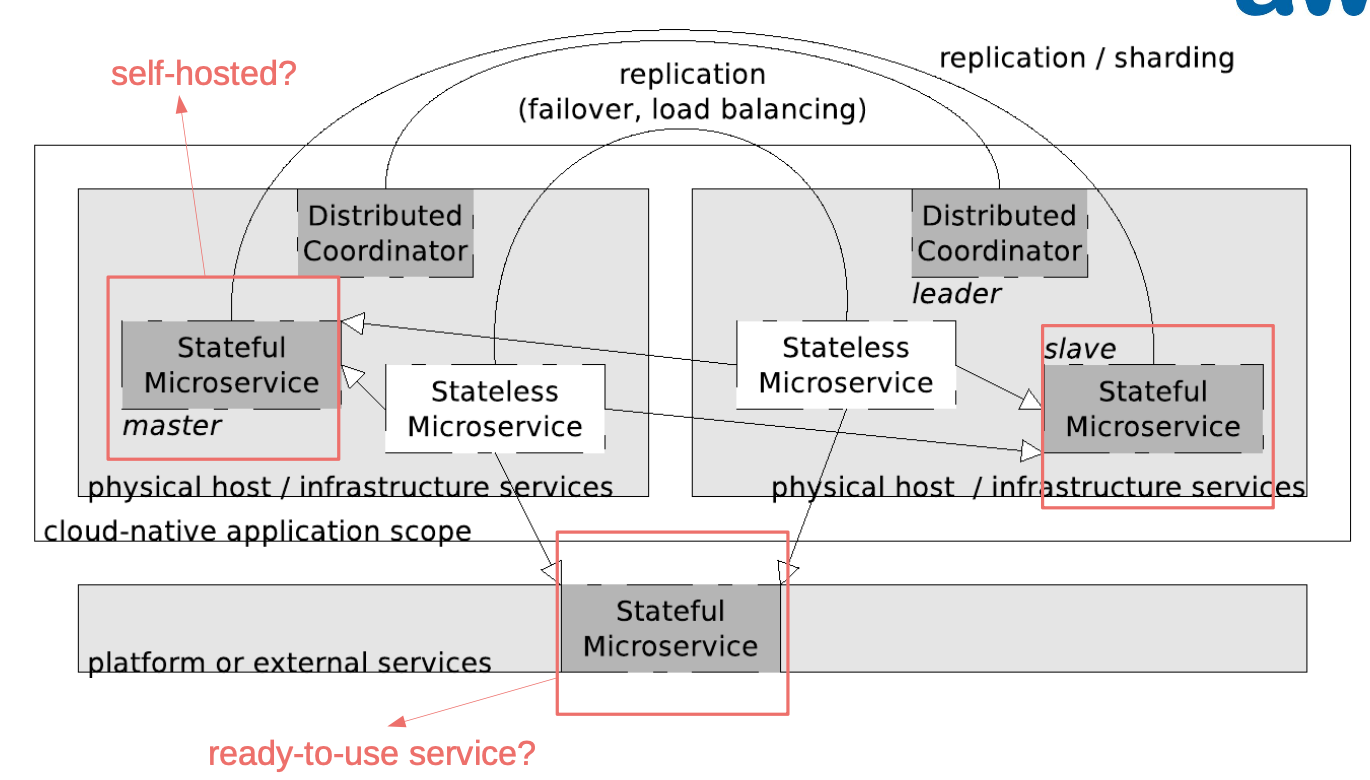 self-hosted?
replication / sharding
replication
(failover, load balancing)
Distributed
Coordinator
Distributed
Coordinator
leader
Stateful
Microservice
master
Stateless
Microservice
Stateless
Microservice
slave
Stateful
Microservice
physical host / infrastructure services
physical host / infrastructure services
cloud-native application scope
Stateful
Microservice
platform or external services
ready-to-use service?